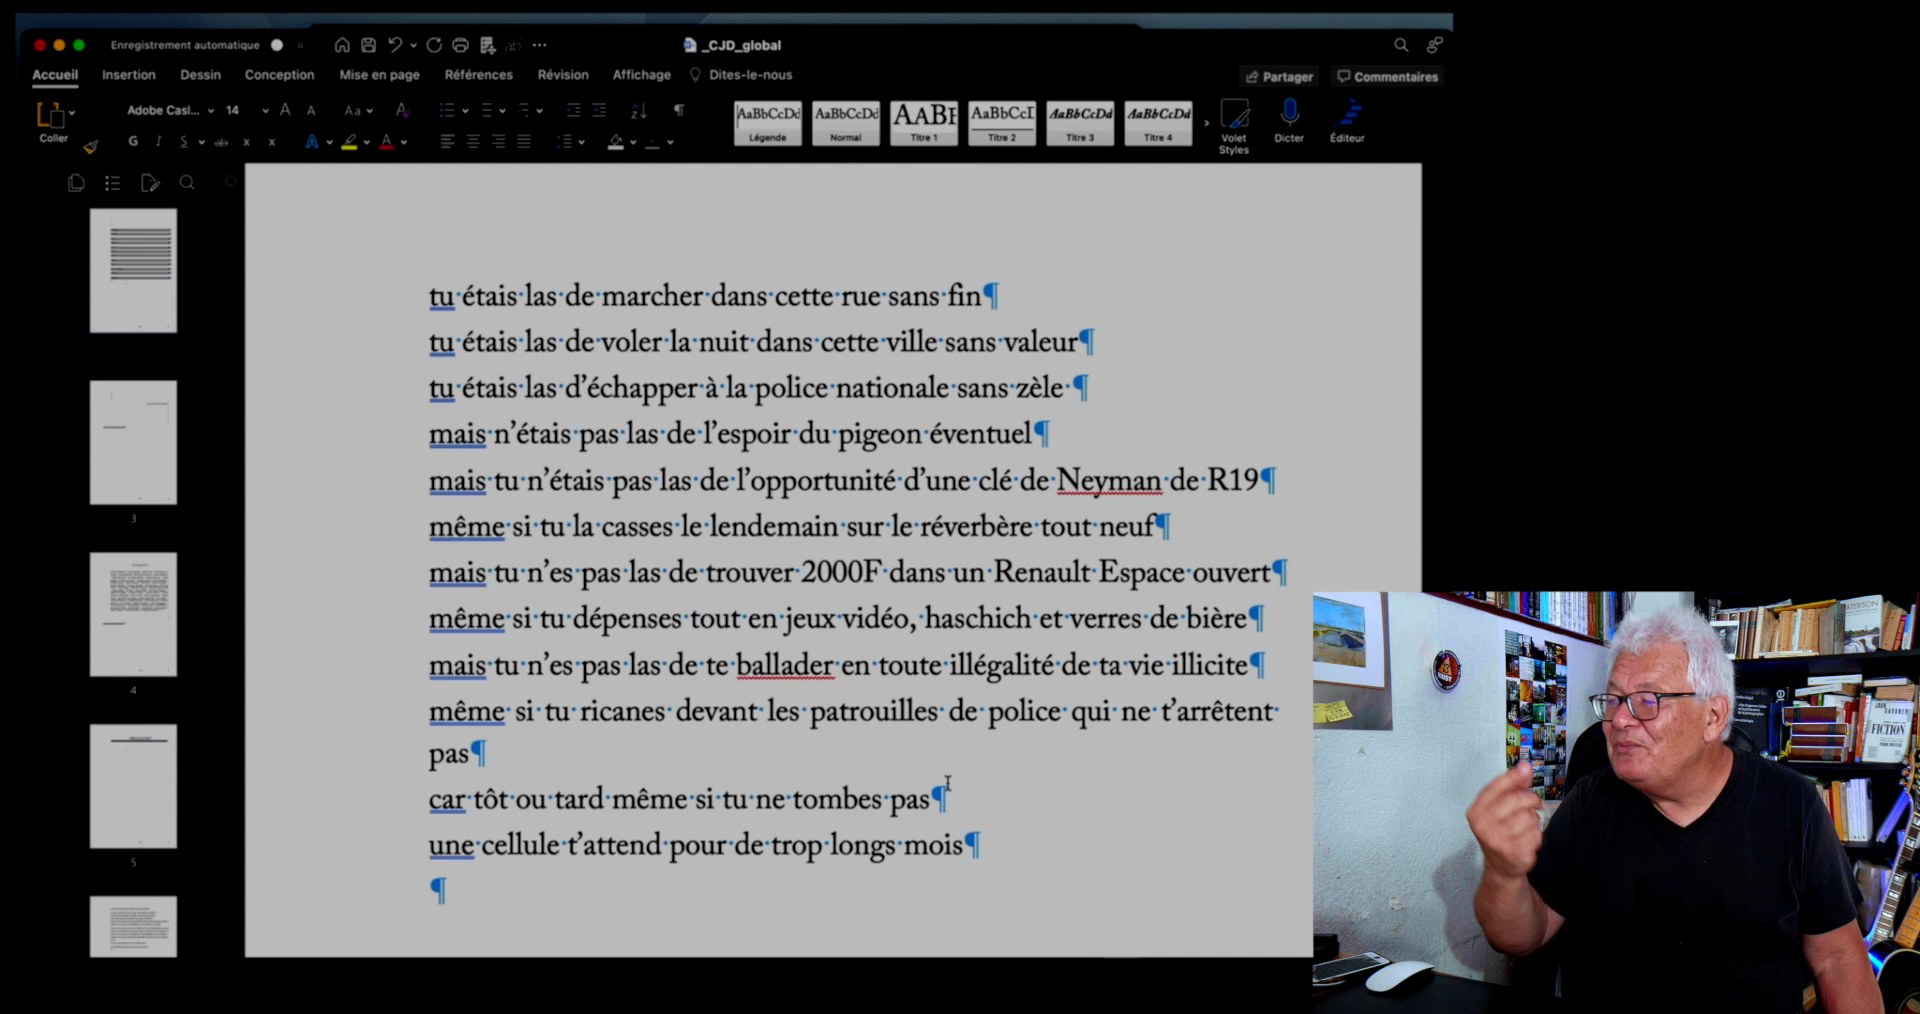 Enregistrement automatique
_CJD_global
Accueil Insertion Dessin Conception Mise en page Références Révision Affichage Dites-le-nous
Partager Commentaires
Coller
Adobe Casl... 14
AaBbCcDd Légende
AaBbCcDd Normal
AABI Titre 1
AaBbCcI Titre 2
AaBbCcDd Titre 3
AaBbCcDd Titre 4
Volet Styles
Dicter
Éditeur
G I S ab x x A A
3
4
5
tu étais las de marcher dans cette rue sans fin¶
tu étais las de voler la nuit dans cette ville sans valeur¶
tu étais las d’échapper à la police nationale sans zèle ¶
mais n’étais pas las de l’espoir du pigeon éventuel¶
mais tu n’étais pas las de l’opportunité d’une clé de Neyman de R19¶
même si tu la casses le lendemain sur le réverbère tout neuf¶
mais tu n’es pas las de trouver 2000F dans un Renault Espace ouvert¶
même si tu dépenses tout en jeux vidéo, haschich et verres de bière¶
mais tu n’es pas las de te ballader en toute illégalité de ta vie illicite¶
même si tu ricanes devant les patrouilles de police qui ne t’arrêtent
pas¶
car tôt ou tard même si tu ne tombes pas¶
une cellule t’attend pour de trop longs mois¶
¶
FICTION